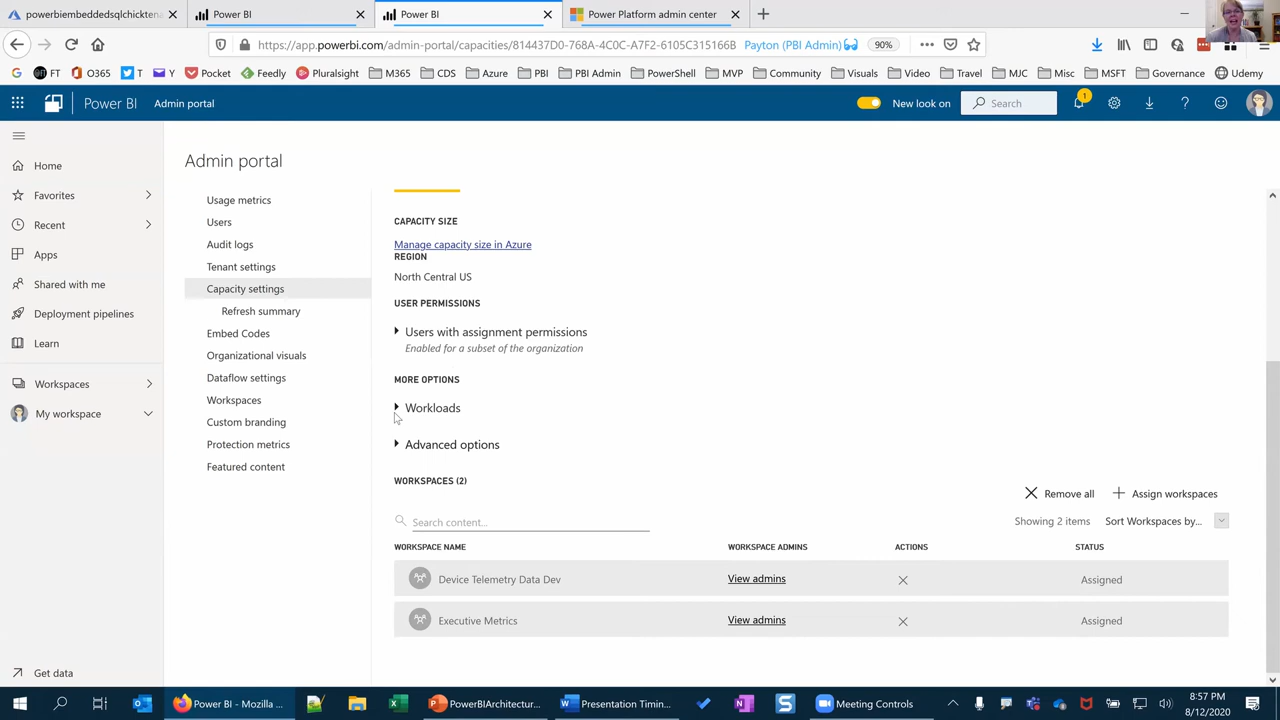 powerbiembeddedsqlchicktena
Power BI
Power BI
Power Platform admin center
https://app.powerbi.com/admin-portal/capacities/814437D0-768A-4C0C-A7F2-6105C315166B
Payton (PBI Admin)
90%
FT
O365
T
Y
Pocket
Feedly
Pluralsight
M365
CDS
Azure
PBI
PBI Admin
PowerShell
MVP
Community
Visuals
Video
Travel
MJC
Misc
MSFT
Governance
Udemy
Power BI
Admin portal
New look on
Search
1
Home
Favorites
Recent
Apps
Shared with me
Deployment pipelines
Learn
Workspaces
My workspace
Get data
Admin portal
Usage metrics
Users
Audit logs
Tenant settings
Capacity settings
Refresh summary
Embed Codes
Organizational visuals
Dataflow settings
Workspaces
Custom branding
Protection metrics
Featured content
CAPACITY SIZE
Manage capacity size in Azure
REGION
North Central US
USER PERMISSIONS
Users with assignment permissions
Enabled for a subset of the organization
MORE OPTIONS
Workloads
Advanced options
WORKSPACES (2)
Remove all
Assign workspaces
Search content...
Showing 2 items
Sort Workspaces by...
WORKSPACE NAME
WORKSPACE ADMINS
ACTIONS
STATUS
Device Telemetry Data Dev
View admins
Assigned
Executive Metrics
View admins
Assigned
Power BI - Mozilla ...
PowerBIArchitectur...
Presentation Timin...
Meeting Controls
8:57 PM
8/12/2020